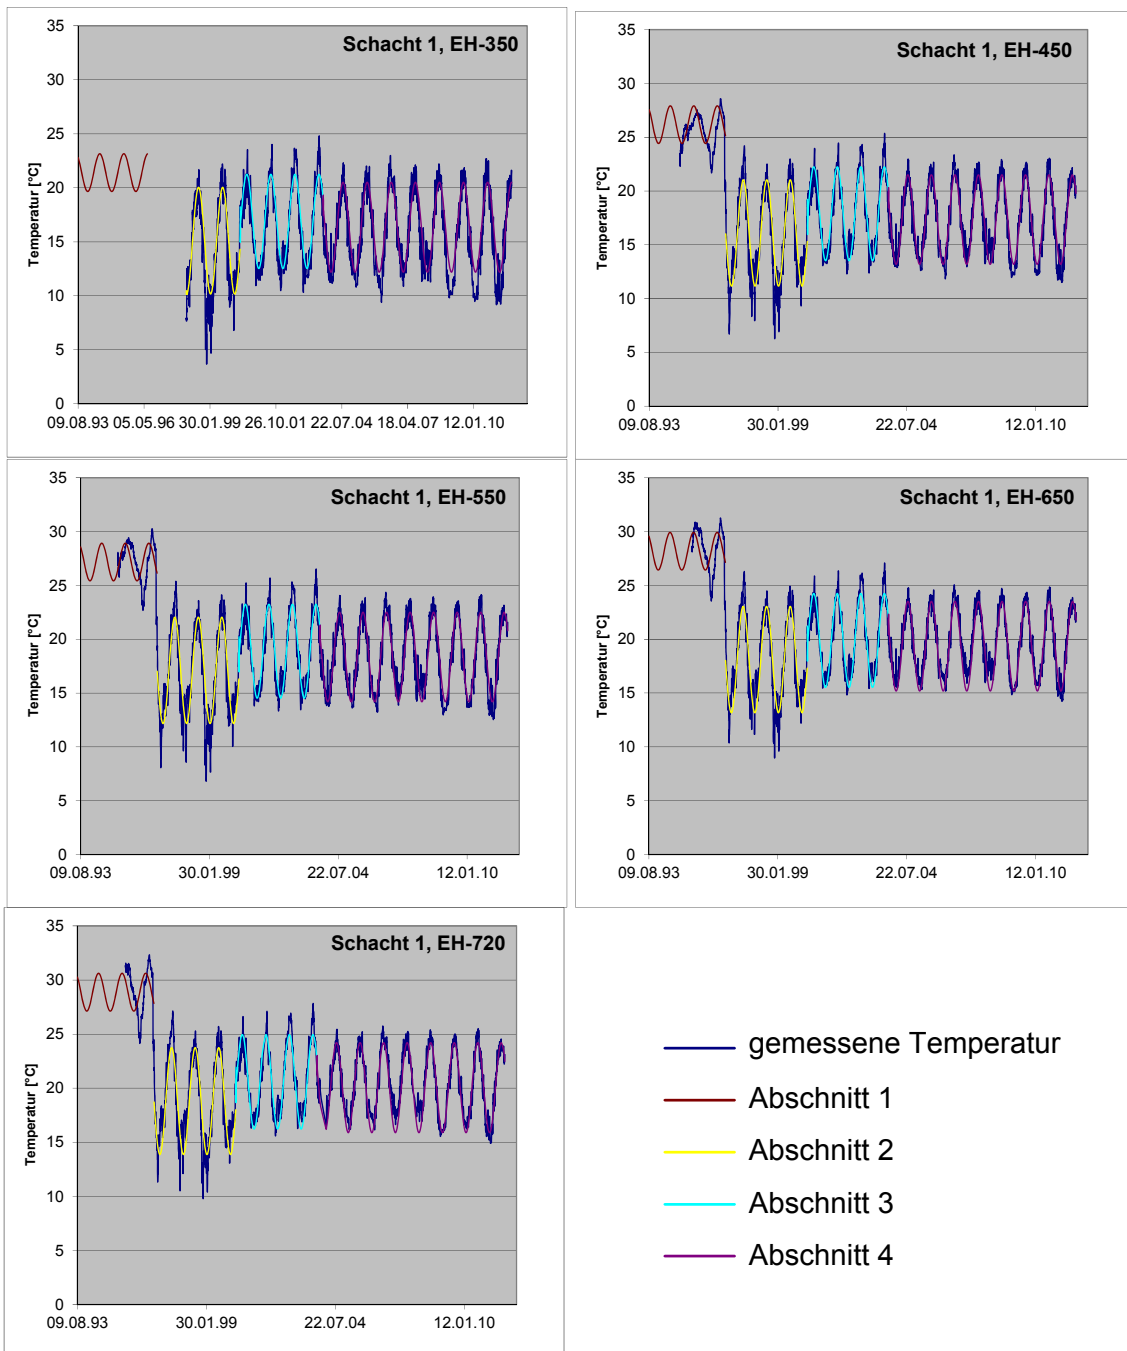 Schacht 1, EH-350
Temperatur [°C]
35
30
25
20
15
10
5
0
09.08.93 05.05.96 30.01.99 26.10.01 22.07.04 18.04.07 12.01.10
Schacht 1, EH-450
Temperatur [°C]
35
30
25
20
15
10
5
0
09.08.93 30.01.99 22.07.04 12.01.10
Schacht 1, EH-550
Temperatur [°C]
35
30
25
20
15
10
5
0
09.08.93 30.01.99 22.07.04 12.01.10
Schacht 1, EH-650
Temperatur [°C]
35
30
25
20
15
10
5
0
09.08.93 30.01.99 22.07.04 12.01.10
Schacht 1, EH-720
Temperatur [°C]
35
30
25
20
15
10
5
0
09.08.93 30.01.99 22.07.04 12.01.10
gemessene Temperatur
Abschnitt 1
Abschnitt 2
Abschnitt 3
Abschnitt 4